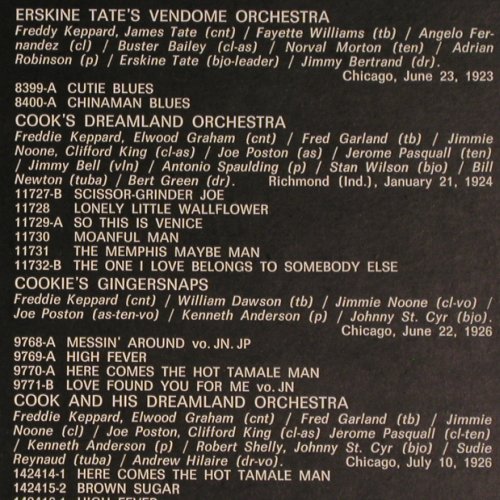 ERSKINE TATE'S VENDOME ORCHESTRA
Freddy Keppard, James Tate (cnt) / Fayette Williams (tb) / Angelo Fer-
nandez (cl) / Buster Bailey (cl-as) / Norval Morton (ten) / Adrian
Robinson (p) / Erskine Tate (bjo-leader) / Jimmy Bertrand (dr).
Chicago, June 23, 1923
8399-A CUTIE BLUES
8400-A CHINAMAN BLUES
COOK'S DREAMLAND ORCHESTRA
Freddie Keppard, Elwood Graham (cnt) / Fred Garland (tb) / Jimmie
Noone, Clifford King (cl-as) / Joe Poston (as) / Jerome Pasquall (ten)
/ Jimmy Bell (vln) / Antonio Spaulding (p) / Stan Wilson (bjo) / Bill
Newton (tuba) / Bert Green (dr). Richmond (Ind.), January 21, 1924
11727-B SCISSOR-GRINDER JOE
11728 LONELY LITTLE WALLFLOWER
11729-A SO THIS IS VENICE
11730 MOANFUL MAN
11731 THE MEMPHIS MAYBE MAN
11732-B THE ONE I LOVE BELONGS TO SOMEBODY ELSE
COOKIE'S GINGERSNAPS
Freddie Keppard (cnt) / William Dawson (tb) / Jimmie Noone (cl-vo) /
Joe Poston (as-ten-vo) / Kenneth Anderson (p) / Johnny St. Cyr (bjo).
Chicago, June 22, 1926
9768-A MESSIN' AROUND vo. JN. JP
9769-A HIGH FEVER
9770-A HERE COMES THE HOT TAMALE MAN
9771-B LOVE FOUND YOU FOR ME vo. JN
COOK AND HIS DREAMLAND ORCHESTRA
Freddie Keppard, Elwood Graham (cnt) / Fred Garland (tb) / Jimmie
Noone (cl) / Joe Poston, Clifford King (cl-as) Jerome Pasquall (cl-ten)
/ Kenneth Anderson (p) / Robert Shelly, Johnny St. Cyr (bjo) / Sudie
Reynaud (tuba) / Andrew Hilaire (dr-vo). Chicago, July 10, 1926
142414-1 HERE COMES THE HOT TAMALE MAN
142415-2 BROWN SUGAR
HIGH FEVER